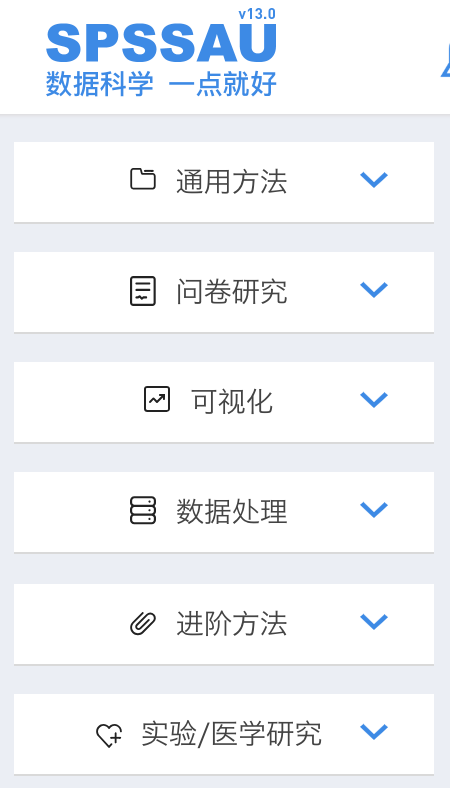 v13.0
SPSSAU
数据科学 一点就好
通用方法
问卷研究
可视化
数据处理
进阶方法
实验/医学研究